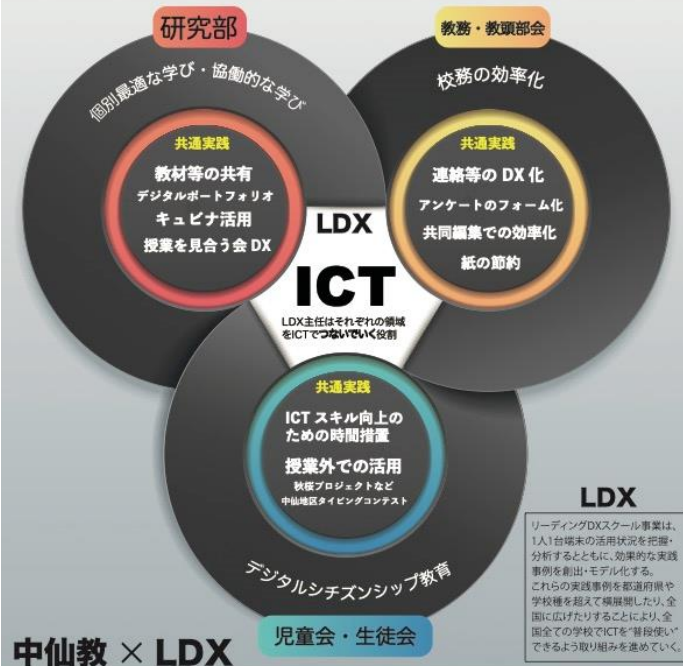 研究部
個別最適な学び・協働的な学び
共通実践
教材等の共有
デジタルポートフォリオ
キュビナ活用
授業を見合う会 DX
教務・教頭部会
校務の効率化
共通実践
連絡等の DX 化
アンケートのフォーム化
共同編集での効率化
紙の節約
LDX
ICT
LDX主任はそれぞれの領域
をICTでつないでいく役割
共通実践
ICT スキル向上の
ための時間措置
授業外での活用
秋桜プロジェクトなど
中仙地区タイピングコンテスト
デジタルシチズンシップ教育
児童会・生徒会
中仙教 × LDX
LDX
リーディングDXスクール事業は、
1人1台端末の活用状況を把握・
分析するとともに、効果的な実践
事例を創出・モデル化する。
これらの実践事例を都道府県や
学校種を超えて横展開したり、全
国に広げたりすることにより、全
国全ての学校でICTを“普段使い”
できるよう取り組みを進めていく。